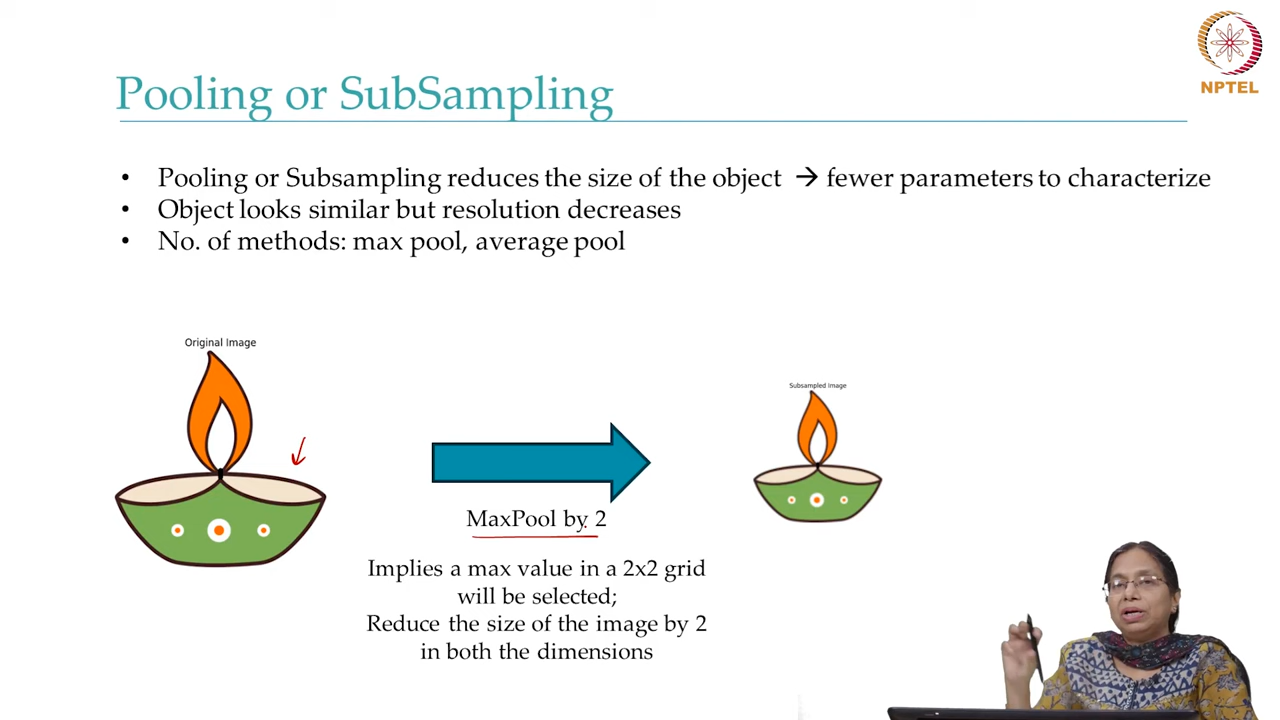 NPTEL
Pooling or SubSampling
• Pooling or Subsampling reduces the size of the object → fewer parameters to characterize
• Object looks similar but resolution decreases
• No. of methods: max pool, average pool
Original Image
Subsampled Image
MaxPool by 2
Implies a max value in a 2x2 grid
will be selected;
Reduce the size of the image by 2
in both the dimensions